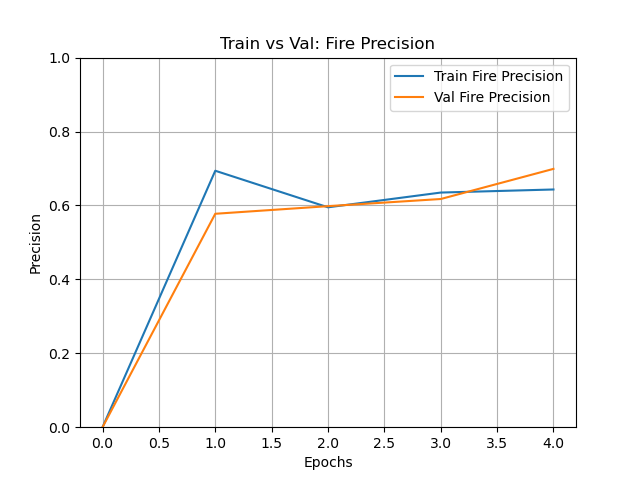 Train vs Val: Fire Precision
Train Fire Precision
Val Fire Precision
1.0
0.8
0.6
0.4
0.2
0.0
Precision
0.0 0.5 1.0 1.5 2.0 2.5 3.0 3.5 4.0
Epochs